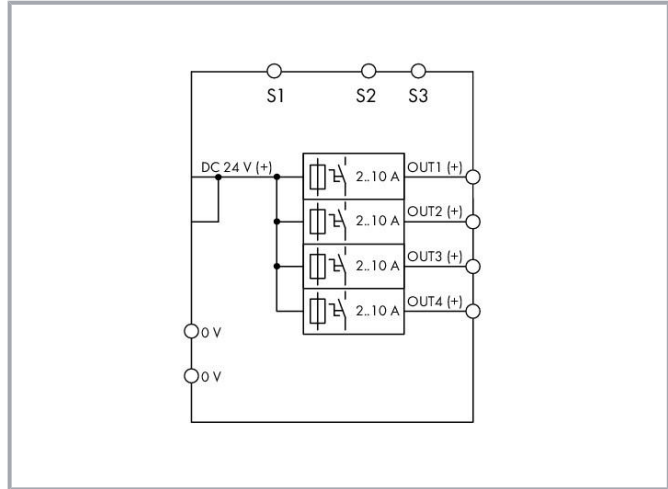 S1 S2 S3
DC 24 V (+)
2..10 A OUT1 (+)
2..10 A OUT2 (+)
2..10 A OUT3 (+)
2..10 A OUT4 (+)
0 V
0 V